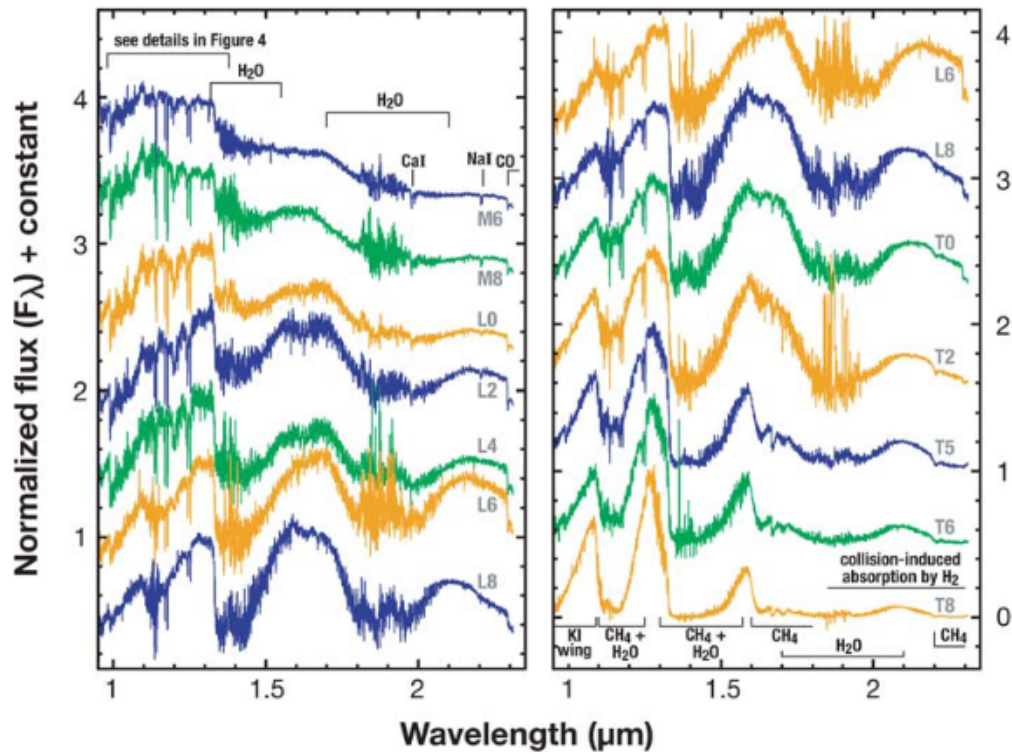 Normalized flux (Fλ) + constant
see details in Figure 4
H₂O
H₂O
CaI
NaI
CO
4
3
2
1
M6
M8
L0
L2
L4
L6
L8
1
1.5
2
L6
L8
T0
T2
T5
T6
collision-induced
absorption by H₂
T8
4
3
2
1
0
KI
wing
CH₄ +
H₂O
CH₄ +
H₂O
CH₄
H₂O
CH₄
1
1.5
2
Wavelength (μm)